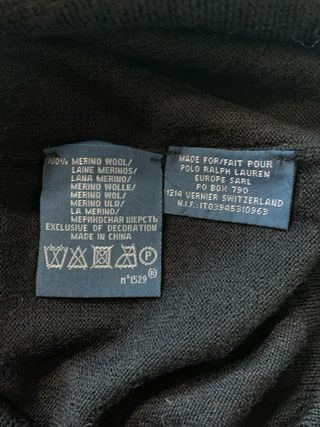 100% MERINO WOOL/
LAINE MERINOS/
LANA MERINO/
MERINO WOLLE/
MERINO WOL/
MERINO ULD/
LA MERINO/
МЕРИНОСНАЯ ШЕРСТЬ
EXCLUSIVE OF DECORATION
MADE IN CHINA
P
n°1529 ®
MADE FOR/FAIT POUR
POLO RALPH LAUREN
EUROPE SARL
PO BOX 790
1214 VERNIER SWITZERLAND
N.I.F.:IT03945310963